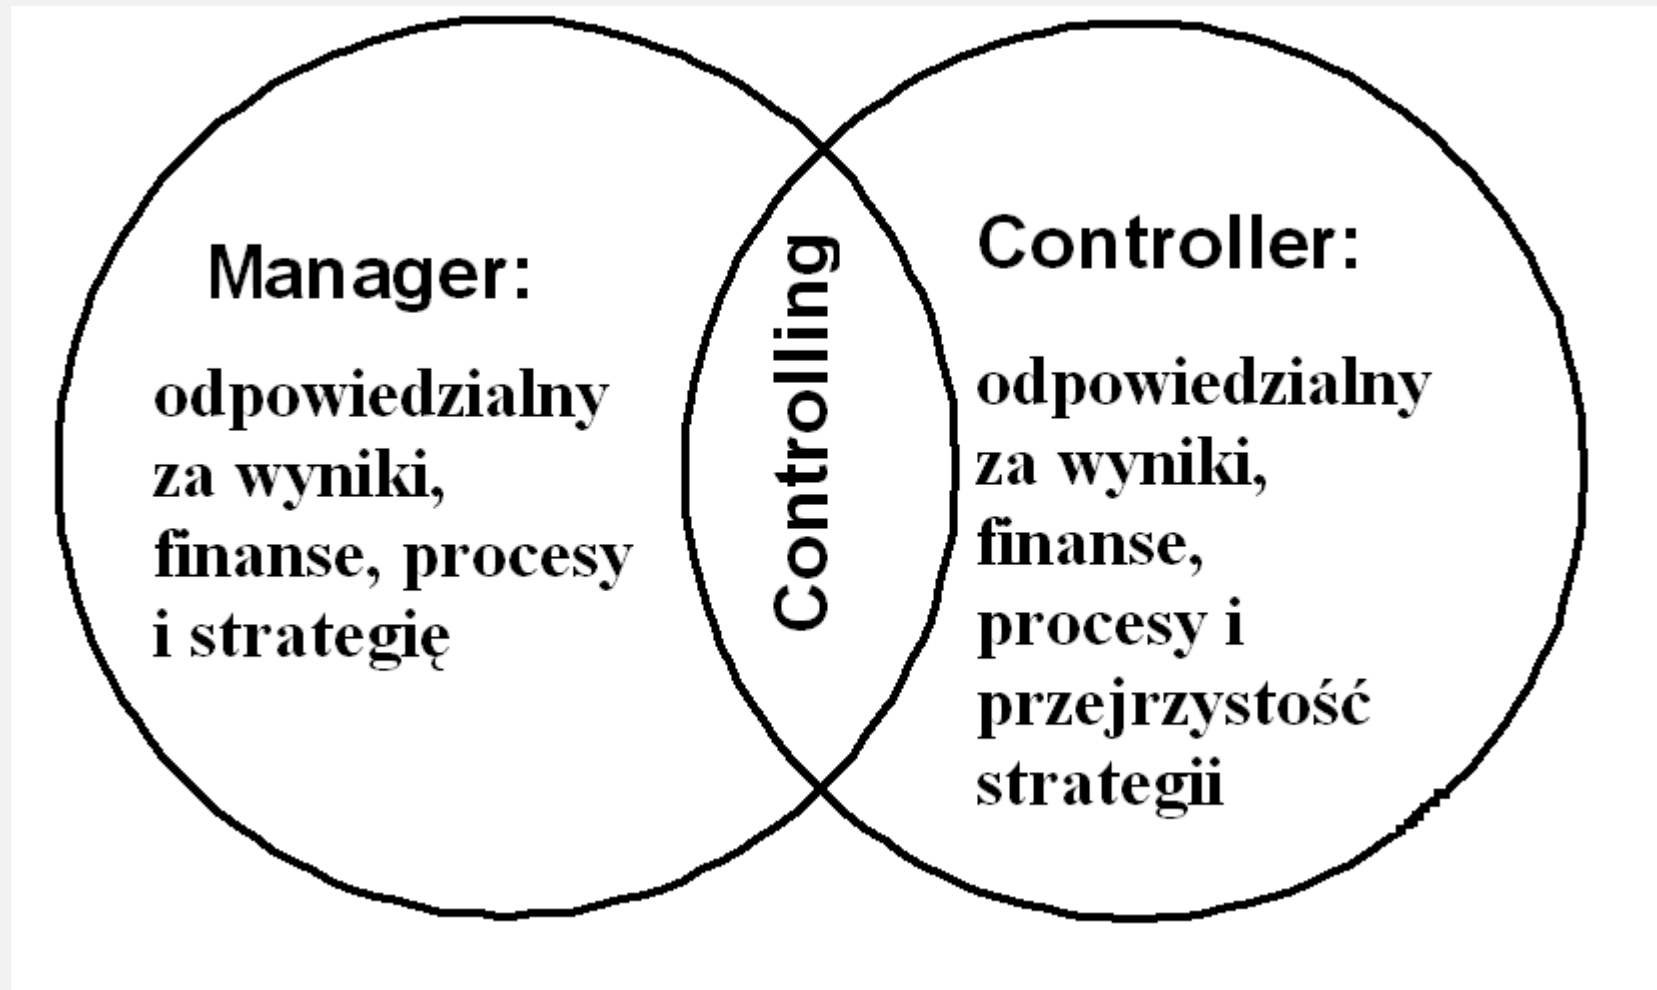 Manager:
odpowiedzialny
za wyniki,
finanse, procesy
i strategię
Controlling
Controller:
odpowiedzialny
za wyniki,
finanse,
procesy i
przejrzystość
strategii